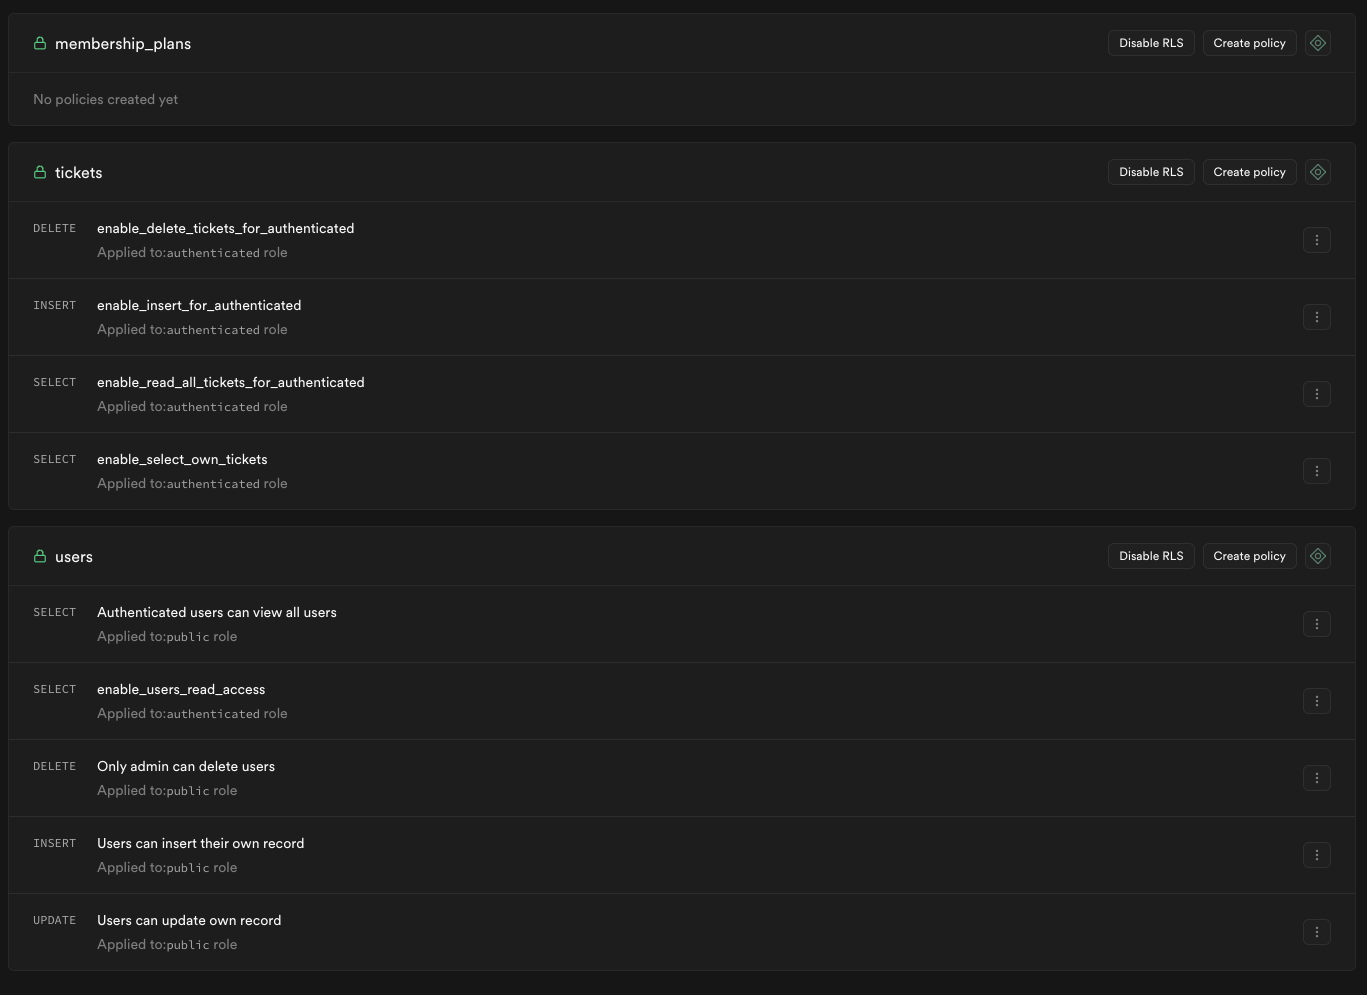 membership_plans
Disable RLS
Create policy
No policies created yet
tickets
Disable RLS
Create policy
DELETE
enable_delete_tickets_for_authenticated
Applied to:authenticated role
INSERT
enable_insert_for_authenticated
Applied to:authenticated role
SELECT
enable_read_all_tickets_for_authenticated
Applied to:authenticated role
SELECT
enable_select_own_tickets
Applied to:authenticated role
users
Disable RLS
Create policy
SELECT
Authenticated users can view all users
Applied to:public role
SELECT
enable_users_read_access
Applied to:authenticated role
DELETE
Only admin can delete users
Applied to:public role
INSERT
Users can insert their own record
Applied to:public role
UPDATE
Users can update own record
Applied to:public role